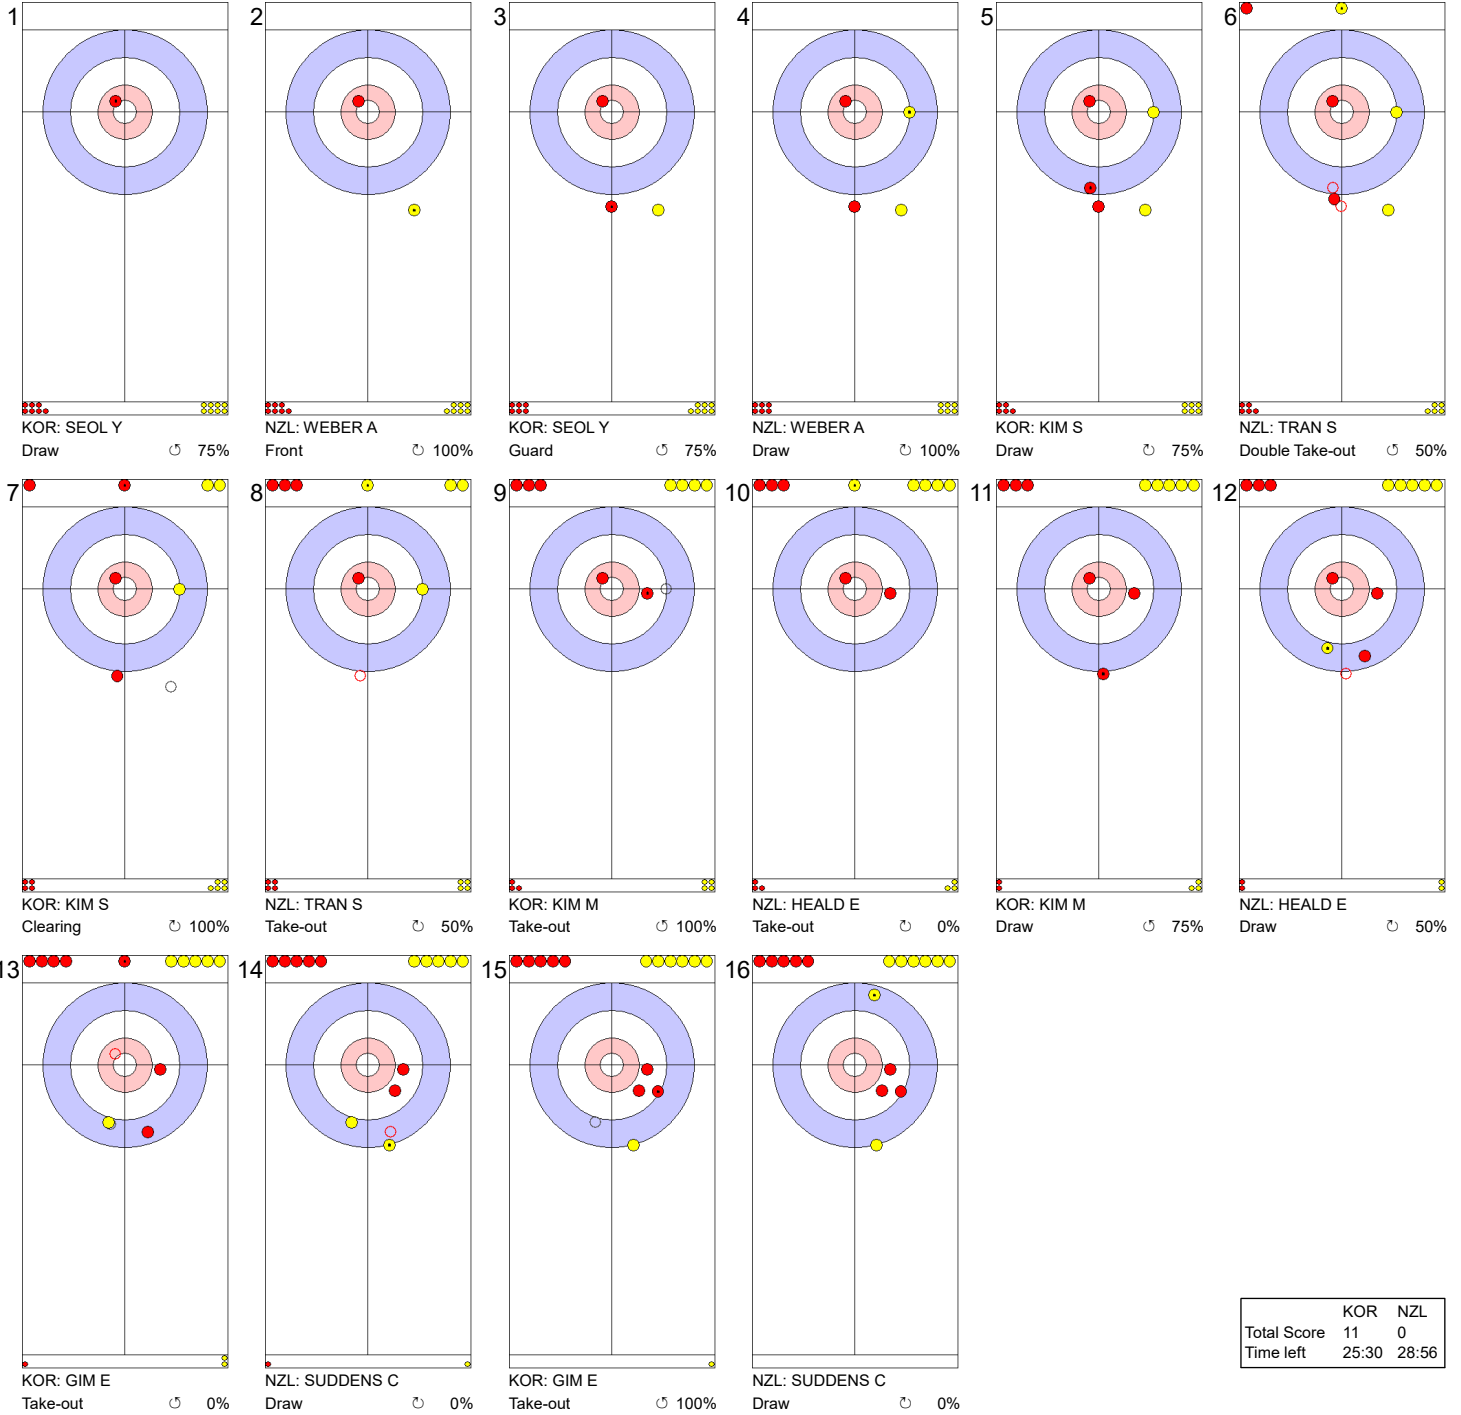 1 2 3 4 5 6
KOR: SEOL Y NZL: WEBER A KOR: SEOL Y NZL: WEBER A KOR: KIM S NZL: TRAN S
Draw ↺ 75% Front ↻ 100% Guard ↺ 75% Draw ↻ 100% Draw ↺ 75% Double Take-out ↺ 50%
7 8 9 10 11 12
KOR: KIM S NZL: TRAN S KOR: KIM M NZL: HEALD E KOR: KIM M NZL: HEALD E
Clearing ↻ 100% Take-out ↻ 50% Take-out ↻ 100% Take-out ↻ 0% Draw ↻ 75% Draw ↻ 50%
13 14 15 16
KOR: GIM E NZL: SUDDENS C KOR: GIM E NZL: SUDDENS C
Take-out ↺ 0% Draw ↻ 0% Take-out ↺ 100% Draw ↻ 0%
KOR NZL
Total Score 11 0
Time left 25:30 28:56